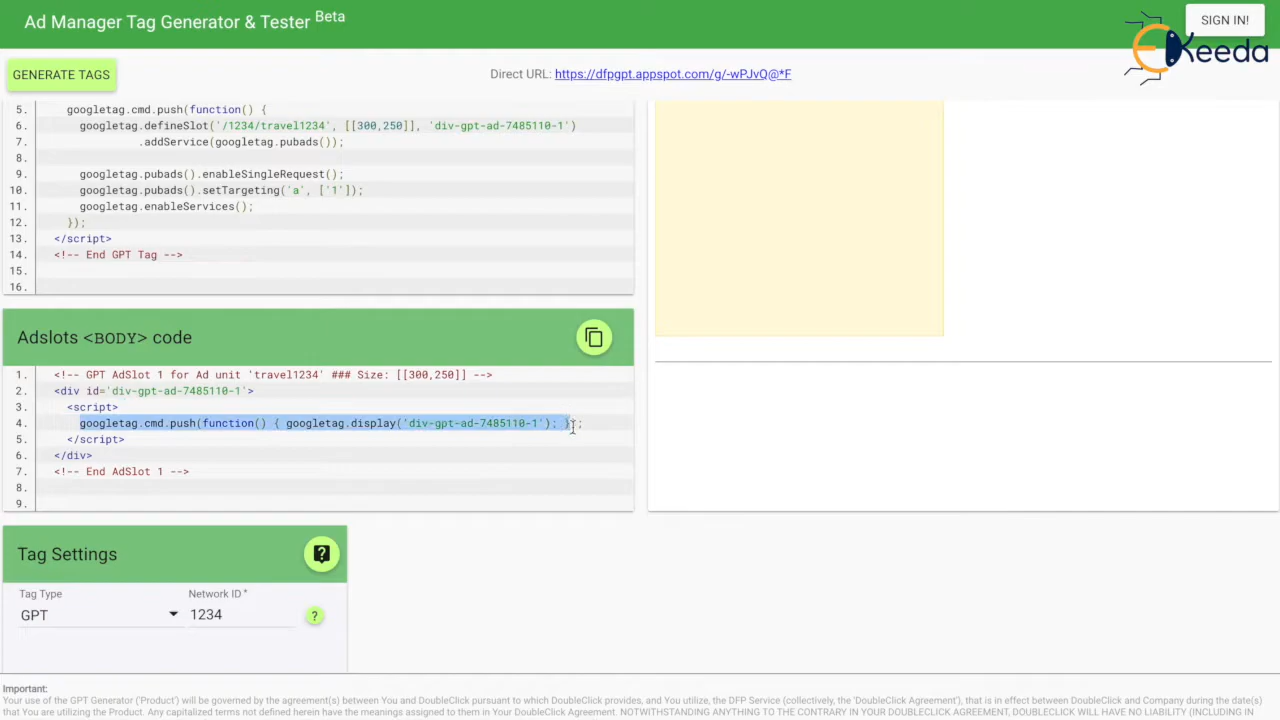 Ad Manager Tag Generator & Tester Beta
SIGN IN!
EKeeda
GENERATE TAGS
Direct URL: https://dfpgpt.appspot.com/g/-wPJvQ@*F
5. googletag.cmd.push(function() {
6. googletag.defineSlot('/1234/travel1234', [[300,250]], 'div-gpt-ad-7485110-1')
7. .addService(googletag.pubads());
8.
9. googletag.pubads().enableSingleRequest();
10. googletag.pubads().setTargeting('a', ['1']);
11. googletag.enableServices();
12. });
13. </script>
14. <!-- End GPT Tag -->
15.
16.
Adslots <BODY> code
1. <!-- GPT AdSlot 1 for Ad unit 'travel1234' ### Size: [[300,250]] -->
2. <div id='div-gpt-ad-7485110-1'>
3. <script>
4. googletag.cmd.push(function() { googletag.display('div-gpt-ad-7485110-1'); });
5. </script>
6. </div>
7. <!-- End AdSlot 1 -->
8.
9.
Tag Settings
?
Tag Type
Network ID*
GPT
1234
?
Important:
Your use of the GPT Generator ('Product') will be governed by the agreement(s) between You and DoubleClick pursuant to which DoubleClick provides, and You utilize, the DFP Service (collectively, the 'DoubleClick Agreement'), that is in effect between DoubleClick and Company during the date(s)
that You are utilizing the Product. Any capitalized terms not defined herein have the meanings assigned to them in Your DoubleClick Agreement. NOTWITHSTANDING ANYTHING TO THE CONTRARY IN YOUR DOUBLECLICK AGREEMENT, DOUBLECLICK WILL HAVE NO LIABILITY (INCLUDING IN